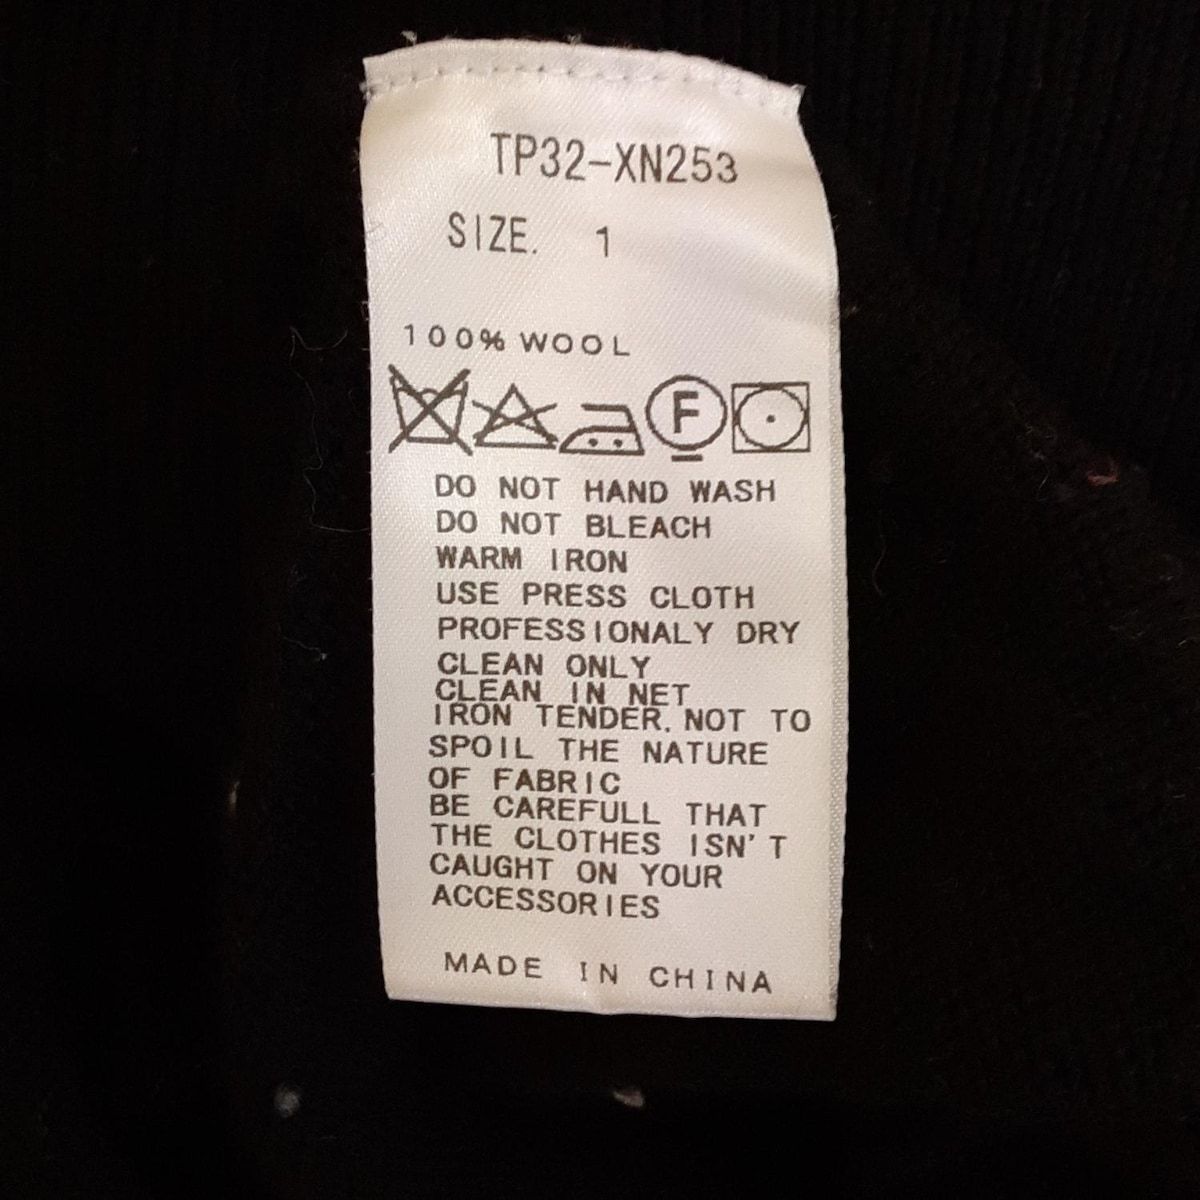 TP32-XN253
SIZE. 1
100% WOOL
F
DO NOT HAND WASH
DO NOT BLEACH
WARM IRON
USE PRESS CLOTH
PROFESSIONALY DRY
CLEAN ONLY
CLEAN IN NET
IRON TENDER. NOT TO
SPOIL THE NATURE
OF FABRIC
BE CAREFULL THAT
THE CLOTHES ISN'T
CAUGHT ON YOUR
ACCESSORIES
MADE IN CHINA